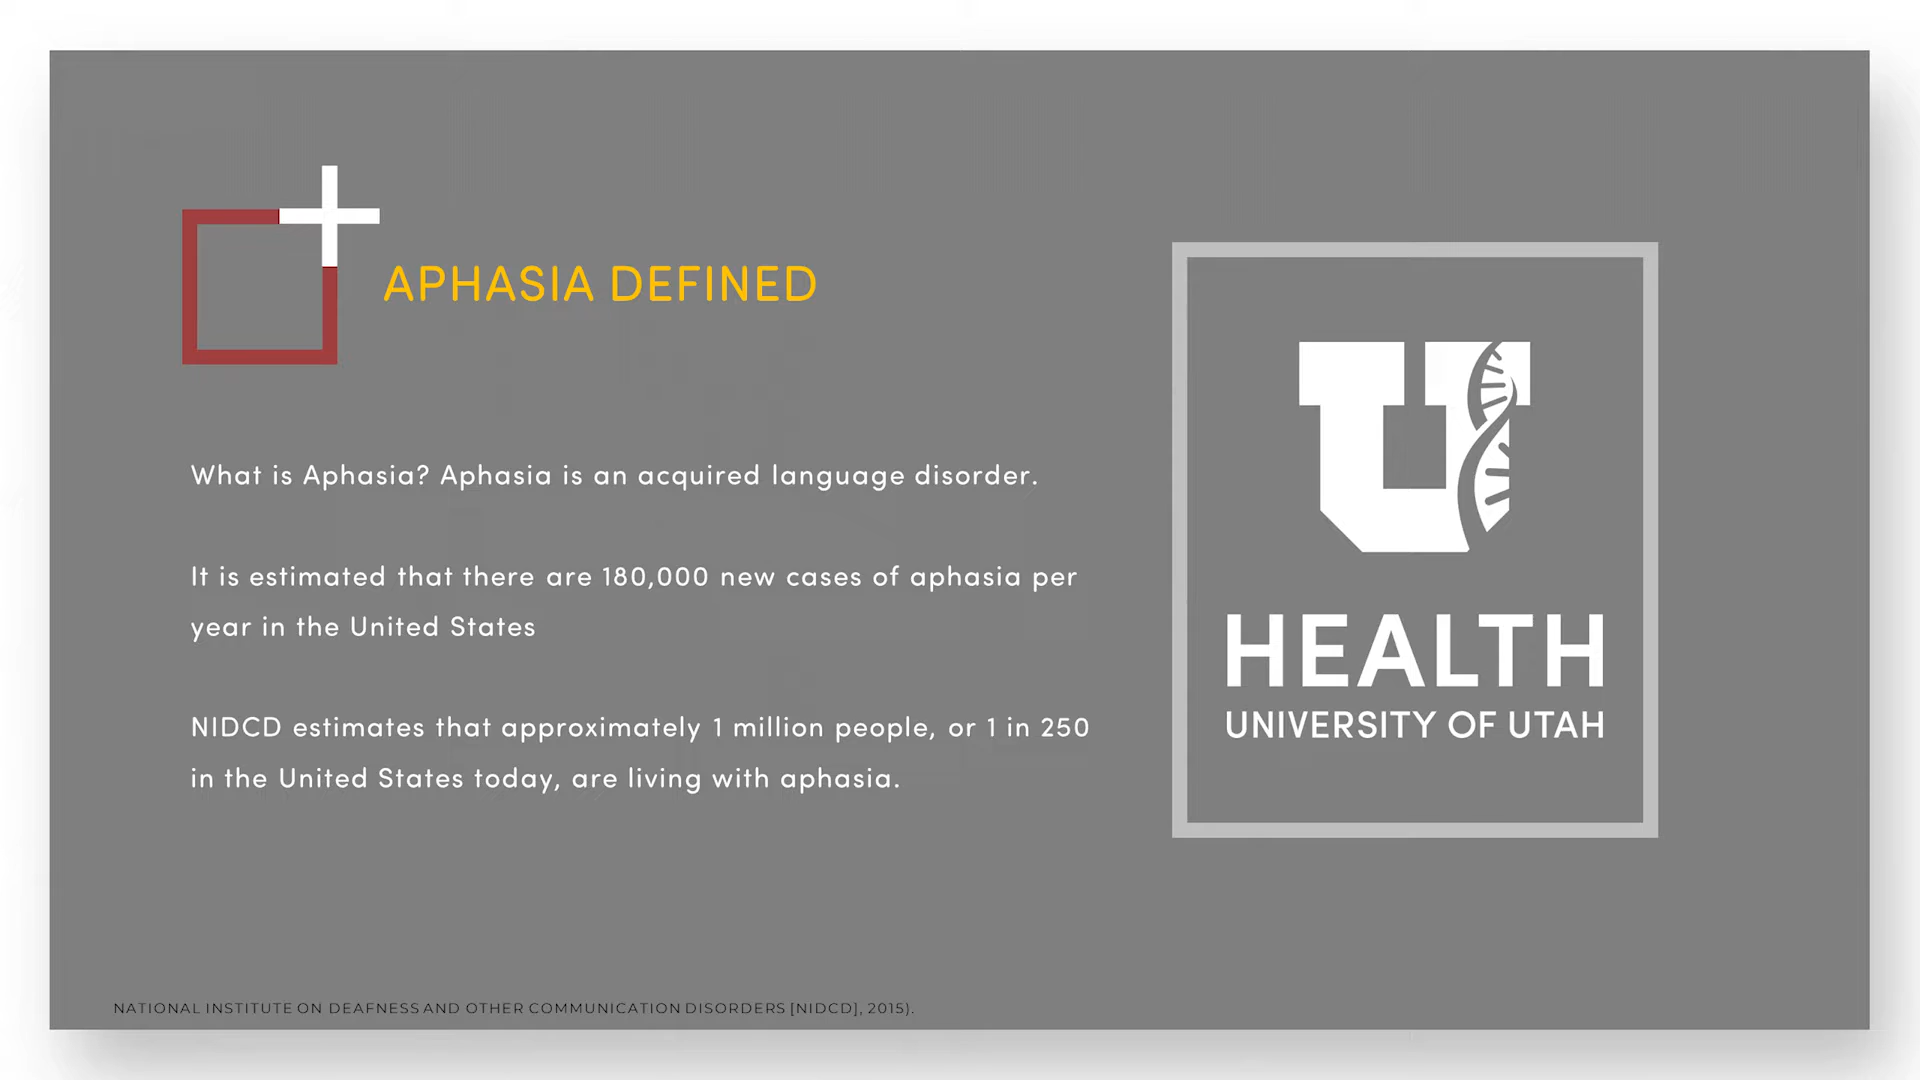 APHASIA DEFINED
What is Aphasia? Aphasia is an acquired language disorder.
It is estimated that there are 180,000 new cases of aphasia per
year in the United States
NIDCD estimates that approximately 1 million people, or 1 in 250
in the United States today, are living with aphasia.
U
HEALTH
UNIVERSITY OF UTAH
NATIONAL INSTITUTE ON DEAFNESS AND OTHER COMMUNICATION DISORDERS [NIDCD], 2015).